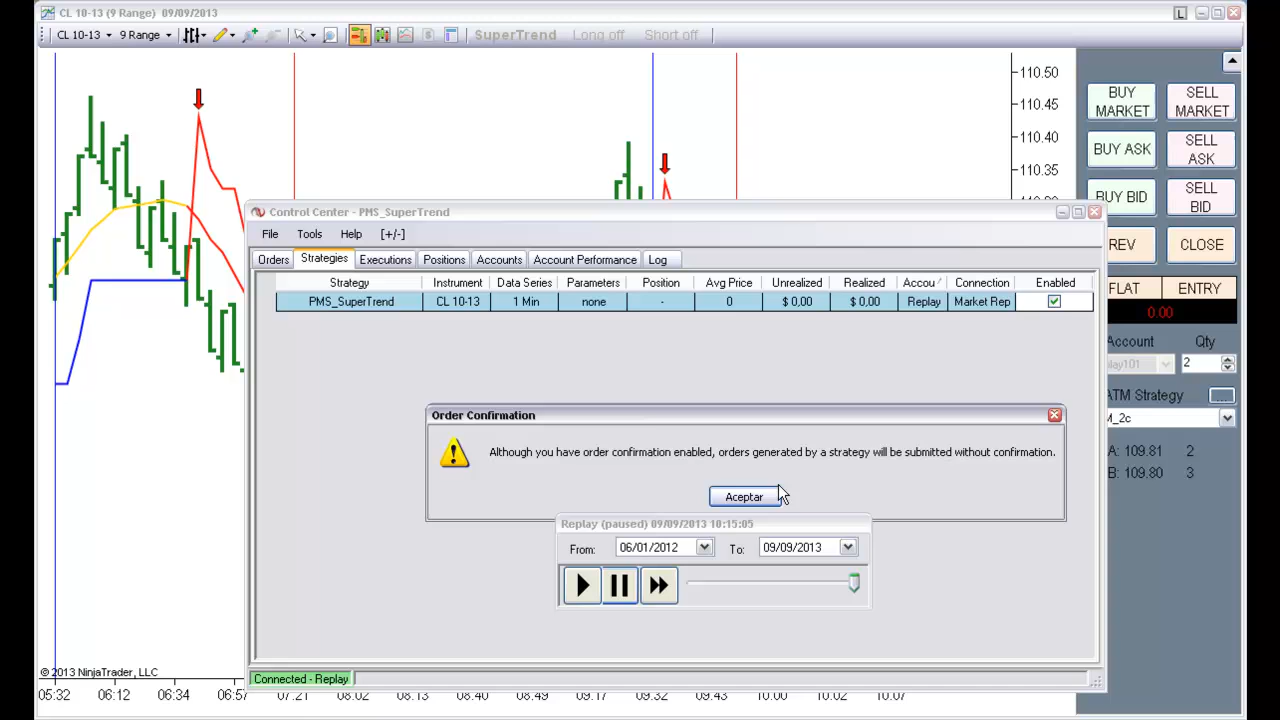 CL 10-13 (9 Range) 09/09/2013
L
CL 10-13 9 Range SuperTrend Long off Short off
110.50
110.45
110.40
110.35
BUY MARKET
SELL MARKET
BUY ASK
SELL ASK
BUY BID
SELL BID
REV
CLOSE
FLAT
ENTRY
0.00
Account Qty
play101 2
ATM Strategy
M_2c
A: 109.81 2
B: 109.80 3
Control Center - PMS_SuperTrend
File Tools Help [+/-]
Orders Strategies Executions Positions Accounts Account Performance Log
Strategy Instrument Data Series Parameters Position Avg Price Unrealized Realized Accou Connection Enabled
PMS_SuperTrend CL 10-13 1 Min none - 0 $ 0,00 $ 0,00 Replay Market Rep
Order Confirmation
Although you have order confirmation enabled, orders generated by a strategy will be submitted without confirmation.
Aceptar
Replay (paused) 09/09/2013 10:15:05
From: 06/01/2012 To: 09/09/2013
Connected - Replay
© 2013 NinjaTrader, LLC
05:32 06:12 06:34 06:57 07:21 08:02 08:13 08:40 08:49 09:17 09:32 09:43 10:00 10:07